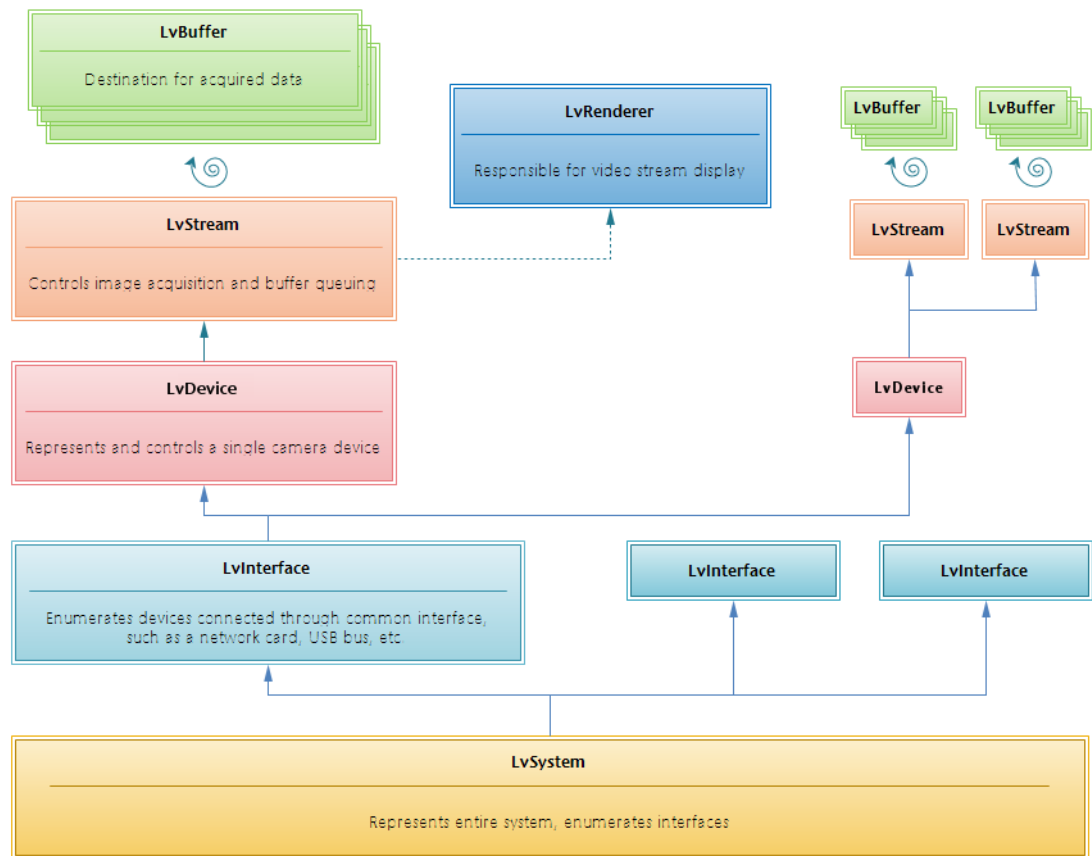 LvBuffer
Destination for acquired data
LvRenderer
Responsible for video stream display
LvBuffer
LvBuffer
LvStream
Controls image acquisition and buffer queuing
LvStream
LvStream
LvDevice
Represents and controls a single camera device
LvDevice
LvInterface
Enumerates devices connected through common interface,
such as a network card, USB bus, etc
LvInterface
LvInterface
LvSystem
Represents entire system, enumerates interfaces